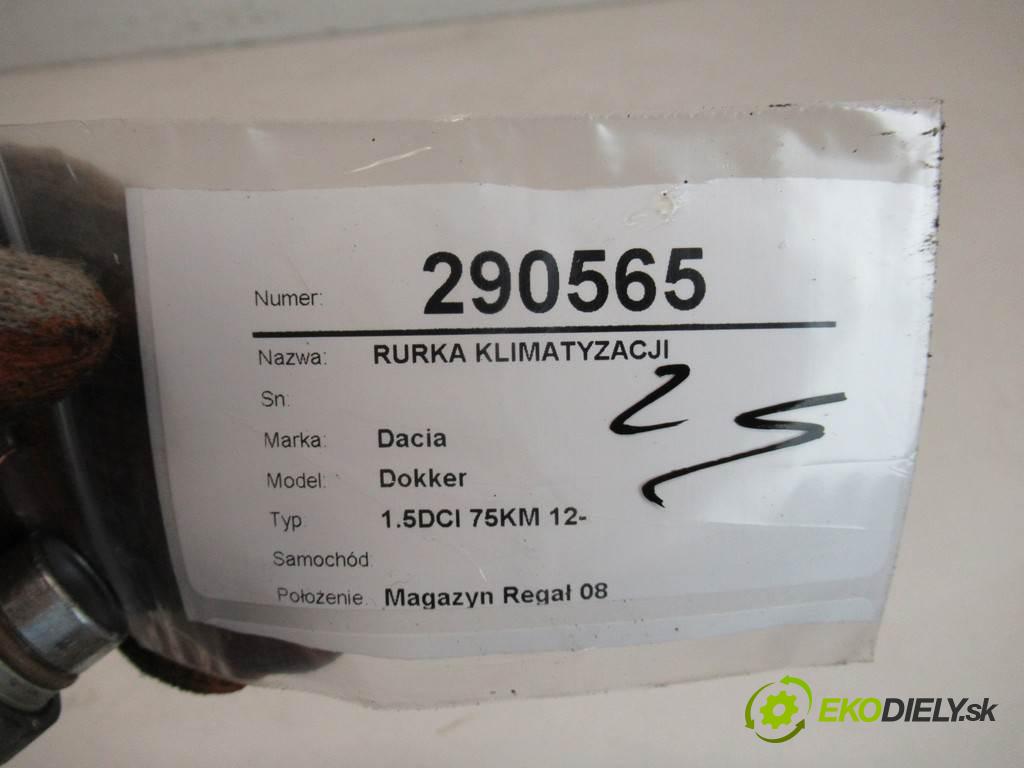 Numer: 290565
Nazwa: RURKA KLIMATYZACJI
Sn:
Marka: Dacia
Model: Dokker
Typ: 1.5DCI 75KM 12-
Samochód:
Położenie: Magazyn Regał 08
EKODIELY.sk